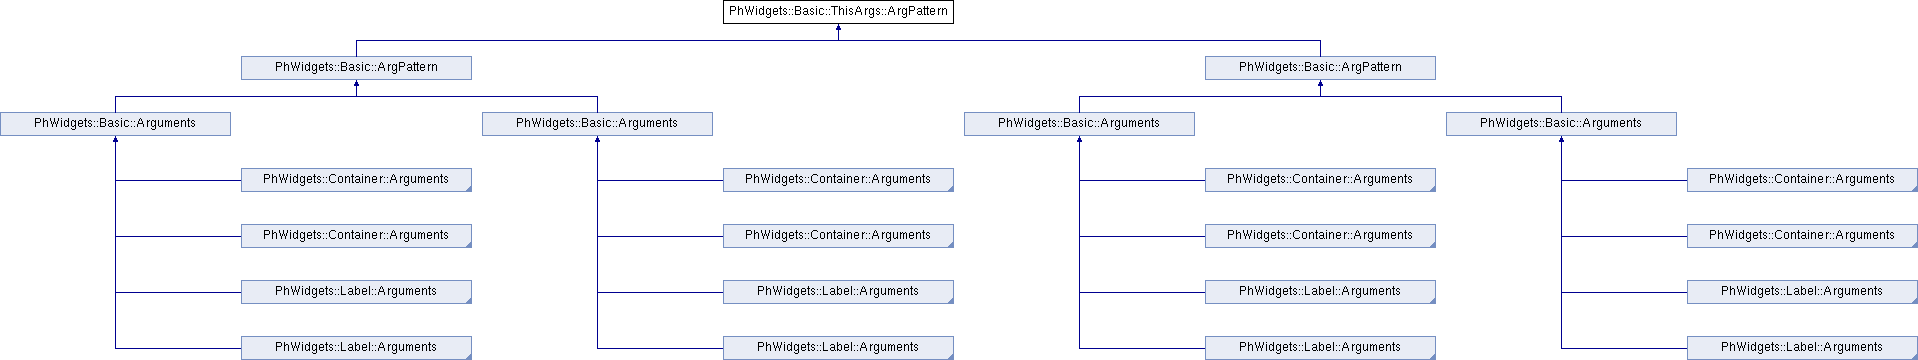 PhWidgets::Basic::ThisArgs::ArgPattern
PhWidgets::Basic::ArgPattern
PhWidgets::Basic::ArgPattern
PhWidgets::Basic::Arguments
PhWidgets::Basic::Arguments
PhWidgets::Basic::Arguments
PhWidgets::Basic::Arguments
PhWidgets::Container::Arguments
PhWidgets::Container::Arguments
PhWidgets::Container::Arguments
PhWidgets::Container::Arguments
PhWidgets::Container::Arguments
PhWidgets::Container::Arguments
PhWidgets::Container::Arguments
PhWidgets::Container::Arguments
PhWidgets::Label::Arguments
PhWidgets::Label::Arguments
PhWidgets::Label::Arguments
PhWidgets::Label::Arguments
PhWidgets::Label::Arguments
PhWidgets::Label::Arguments
PhWidgets::Label::Arguments
PhWidgets::Label::Arguments